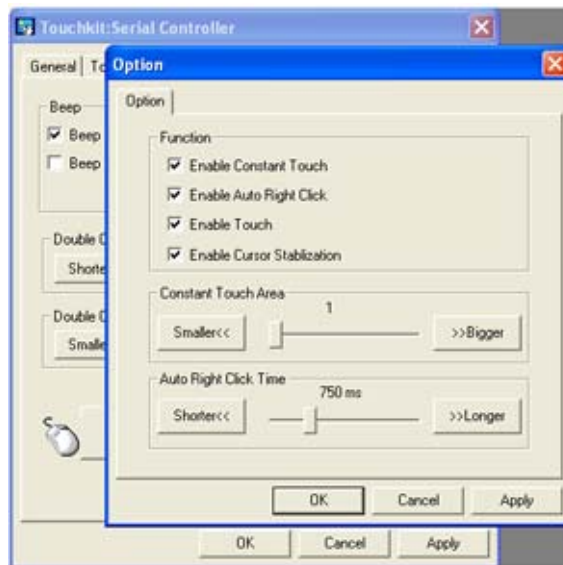 Touchkit:Serial Controller
General
Option
Option
Beep
Beep
Beep
Function
Enable Constant Touch
Enable Auto Right Click
Enable Touch
Enable Cursor Stablization
Double
Shorte
Constant Touch Area
1
Smaller<<
>>Bigger
Double
Smalle
Auto Right Click Time
750 ms
Shorter<<
>>Longer
OK
Cancel
Apply
OK
Cancel
Apply